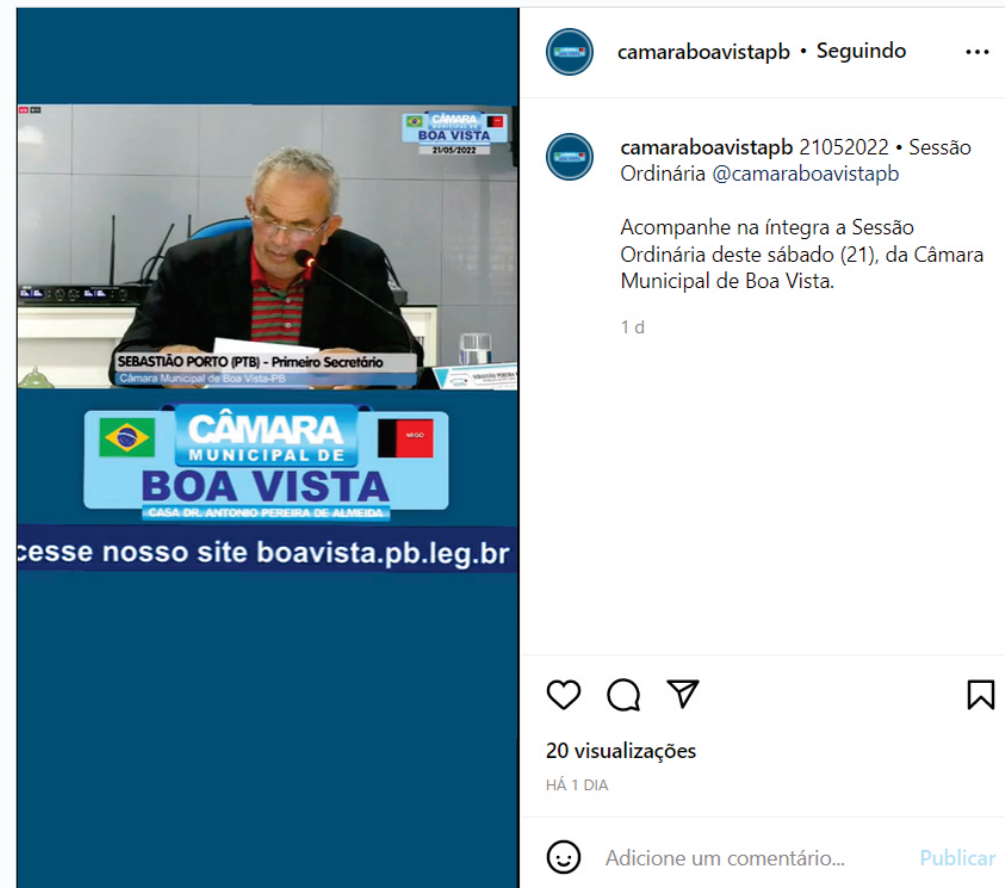 CÂMARA
MUNICIPAL DE
BOA VISTA
21/05/2022
SEBASTIÃO PORTO (PTB) - Primeiro Secretário
Câmara Municipal de Boa Vista-PB
CÂMARA
MUNICIPAL DE
BOA VISTA
CASA DR. ANTONIO PEREIRA DE ALMEIDA
NEGO
cesse nosso site boavista.pb.leg.br
camaraboavistapb • Seguindo
camaraboavistapb 21052022 • Sessão
Ordinária @camaraboavistapb
Acompanhe na íntegra a Sessão
Ordinária deste sábado (21), da Câmara
Municipal de Boa Vista.
1 d
20 visualizações
HÁ 1 DIA
Adicione um comentário...
Publicar